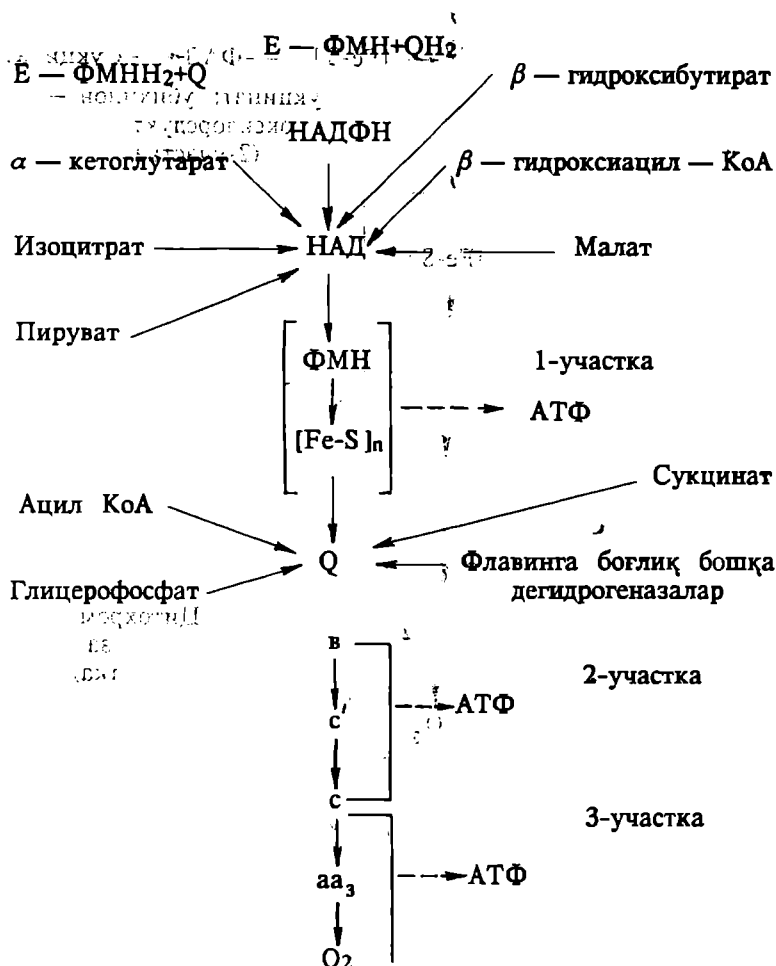 E — ФМН+QH₂
E — ФМНН₂+Q
β — гидроксибутират
НАДФН
α — кетоглутарат
β — гидроксиацил — КоА
Изоцитрат
НАД
Малат
Пируват
ФМН
1-участка
АТФ
[Fe-S]n
Сукцинат
Ацил КоА
Q
Флавинга боғлиқ бошқа
дегидрогеназалар
Глицерофосфат
в
2-участка
АТФ
с'
с
3-участка
аа₃
АТФ
O₂